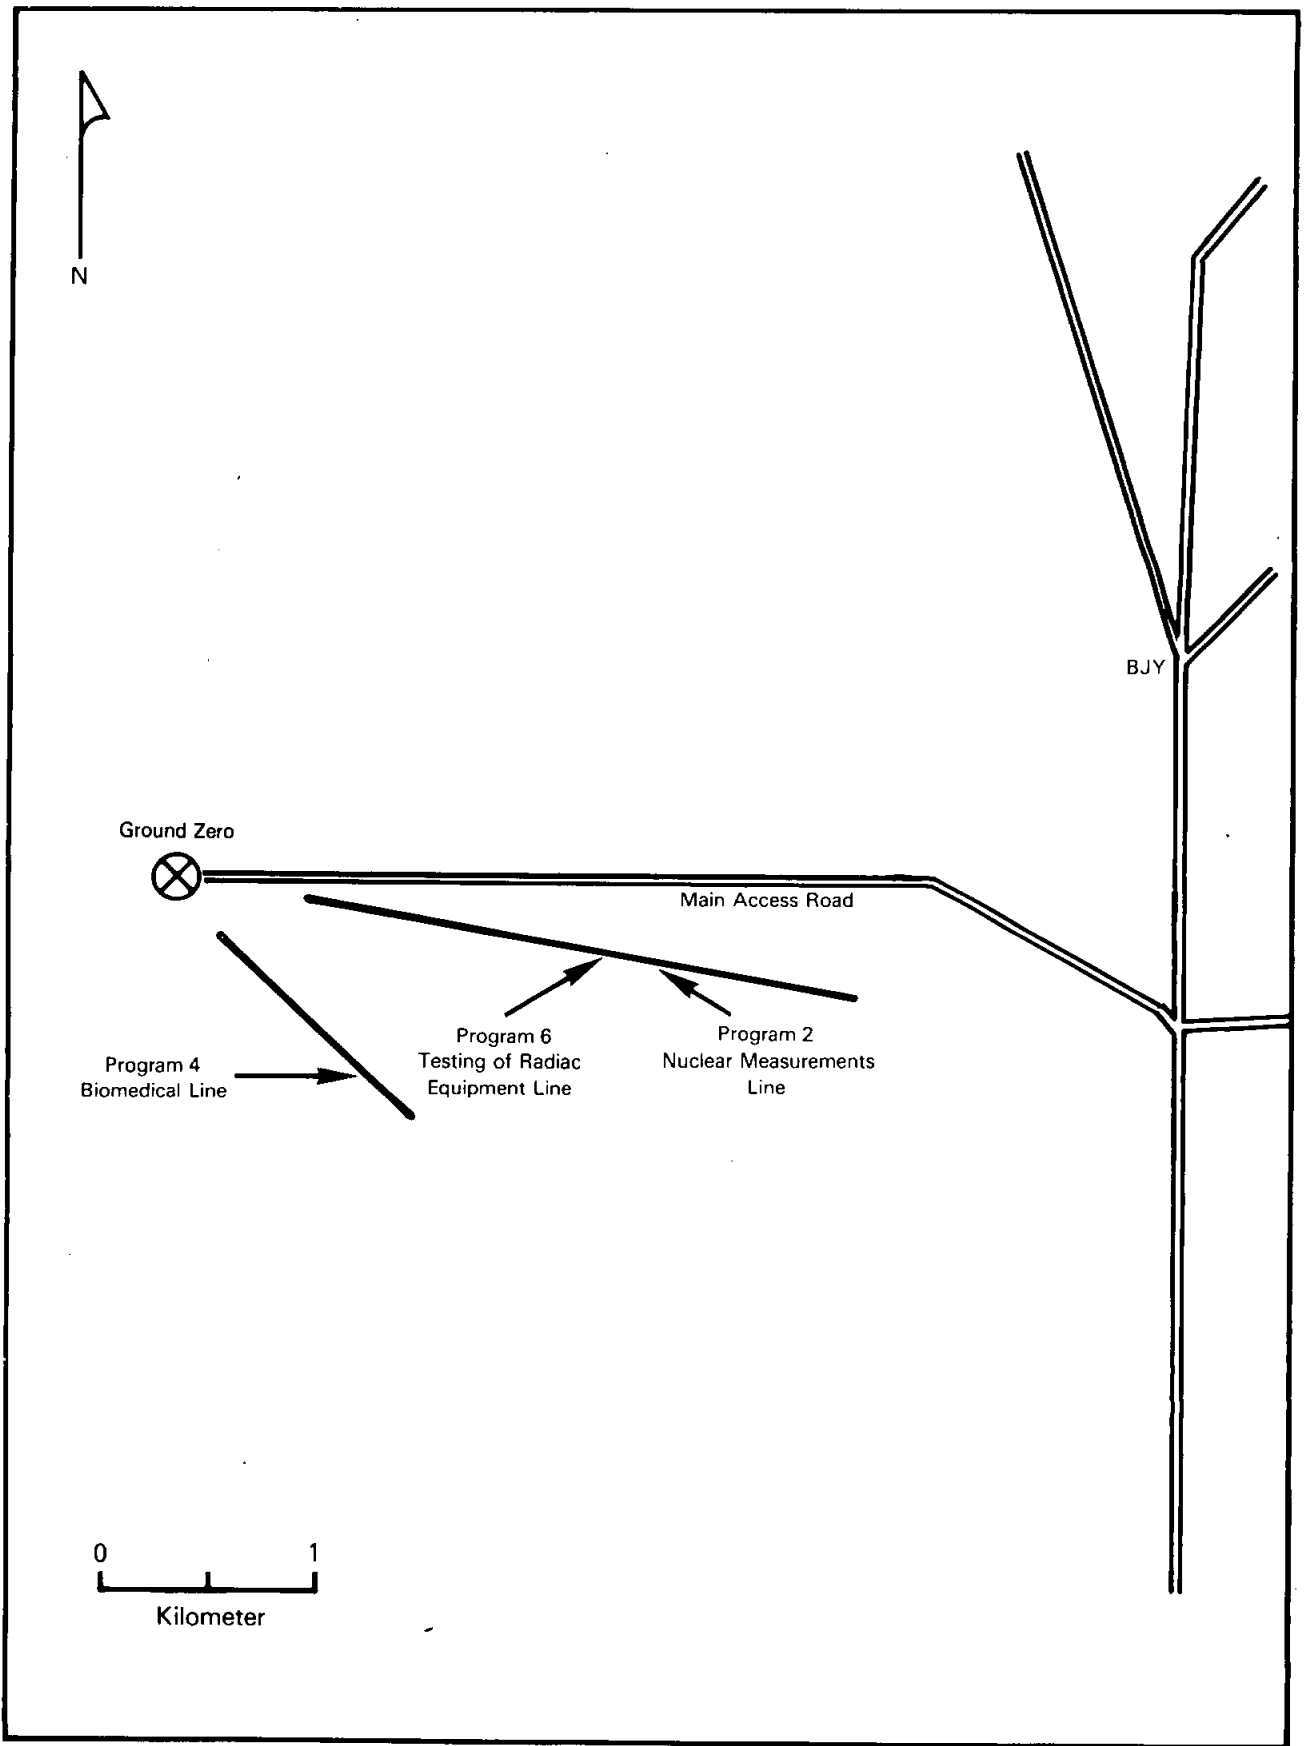 N
BJY
Ground Zero
Main Access Road
Program 6
Testing of Radiac
Equipment Line
Program 2
Nuclear Measurements
Line
Program 4
Biomedical Line
0 1
Kilometer